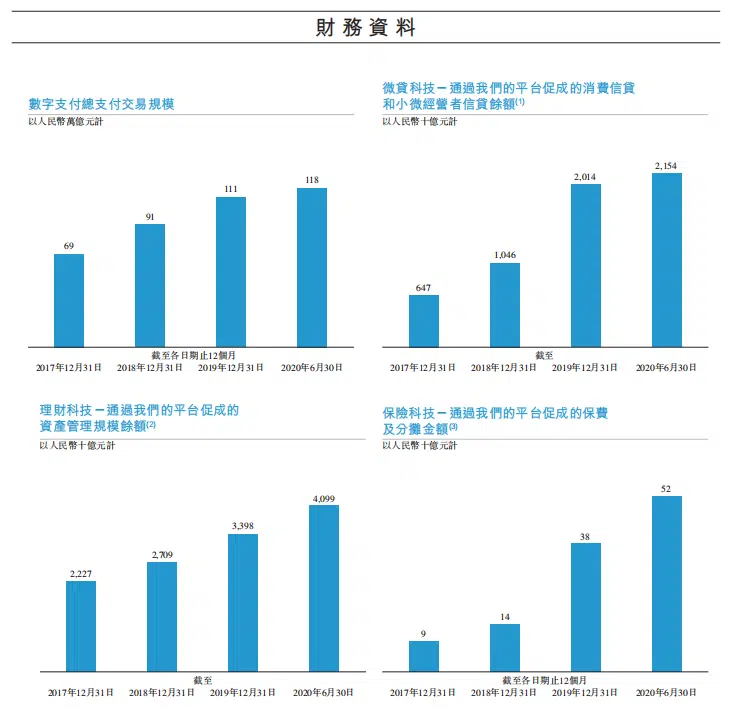 財務資料
數字支付總支付交易規模
以人民幣萬億元計
69
91
111
118
截至各日期止12個月
2017年12月31日 2018年12月31日 2019年12月31日 2020年6月30日
微貸科技－通過我們的平台促成的消費信貸
和小微經營者信貸餘額(1)
以人民幣十億元計
647
1,046
2,014
2,154
截至
2017年12月31日 2018年12月31日 2019年12月31日 2020年6月30日
理財科技－通過我們的平台促成的
資產管理規模餘額(2)
以人民幣十億元計
2,227
2,709
3,398
4,099
截至
2017年12月31日 2018年12月31日 2019年12月31日 2020年6月30日
保險科技－通過我們的平台促成的保費
及分攤金額(3)
以人民幣十億元計
9
14
38
52
截至各日期止12個月
2017年12月31日 2018年12月31日 2019年12月31日 2020年6月30日